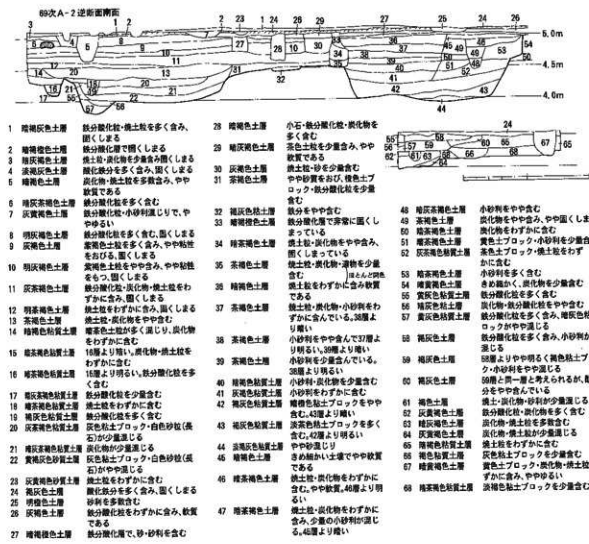 69次A-2 逆断面南面
5.0m
4.5m
4.0m
1 暗褐灰色土層 鉄分酸化粒・焼土粒を多く含み、
固くしまる
2 暗褐橙色土層 鉄分酸化層で固くしまる
3 暗灰褐色土層 焼土粒・炭化物を少量含み固くしまる
4 淡褐灰色土層 酸化鉄分を多く含み、固くしまる
5 暗褐色土層 炭化物・焼土粒を多数含み、やや
軟質である
6 暗灰茶褐色土層 鉄分酸化粒を多く含む
7 灰黄褐色土層 鉄分酸化粒・小砂利混じりで、や
やゆるい
8 明灰褐色土層 鉄分酸化粒を多く含む、固くしまる
9 灰褐色土層 茶褐色土粒を多く含み、やや粘性
をおびる、固くしまる
10 明灰褐色土層 黄褐色土粒をやや含み、やや粘性
をもつ、固くしまる
11 灰茶褐色土層 鉄分酸化粒・炭化物・焼土粒をわ
ずかに含み、固くしまる
12 明茶褐色土層 焼土粒をわずかに含み、固くしまる
13 茶褐色土層 焼土粒・炭化物をやや含む
14 暗褐色粘質土層 暗茶色土粒が多く混じり、炭化物
をわずかに含む
15 暗茶褐色粘質土層 16層より暗い。炭化物・焼土粒を
わずかに含む
16 暗茶褐色粘質土層 15層より明るい。鉄分酸化粒を多
く含む
17 暗灰茶褐色粘質土層 鉄分酸化粒を少量含む
18 暗茶褐色粘質土層 焼土粒をわずかに含む
19 褐灰色粘質土層 鉄分酸化粒を多く含む
20 灰茶褐色粘質土層 灰色粘土ブロック・白色砂粒(長
石)が少量混じる
21 暗灰茶褐色粘質土層 炭化物が少量混じる
22 黄褐灰色砂質土層 灰色粘土ブロック・白色砂粒(長
石)がやや混じる
23 灰黄褐色砂質土層 焼土粒をわずかに含む
24 褐灰色土層 酸化鉄分を多く含み、固くしまる
25 明橙色土層 砂利を多数含む
26 灰褐色土層 鉄分酸化粒をわずかに含み、軟質
である
27 暗褐橙色土層 鉄分酸化層で、砂・砂利を含む
28 暗褐色土層 小石・鉄分酸化粒・炭化物を
多く含む
29 暗灰褐色土層 茶色土粒を少量含み、やや
軟質である
30 灰褐色土層 焼土粒・砂を少量含む
31 茶褐色土層 やや砂質をおび、橙色土ブ
ロック・鉄分酸化粒を少量
含む
32 褐灰色粘土層 鉄分をやや含む
33 暗褐橙色土層 鉄分酸化層で非常に固くし
まっている
34 暗茶褐色土層 焼土粒・炭化物をやや含み、
固くしまっている
35 茶褐色土層 焼土粒・炭化物・遺物を少量
含む
ほとんど同色
36 暗褐色土層 焼土粒をわずかに含み軟質
である
37 茶褐色土層 焼土粒・炭化物・小砂利をわ
ずかに含んでいる。38層よ
り暗い
38 茶褐色土層 小砂利をやや含んで37層よ
り明るい。39層より暗い
39 茶褐色土層 小砂利を少量含んでいる。
38層より明るい
40 暗褐色粘質土層 小砂利・炭化物を少量含む
41 灰褐色粘質土層 小砂利をわずかに含む
42 灰褐色粘質土層 暗橙色粘土ブロックをやや
含む。43層より暗い
43 灰褐色粘質土層 淡茶色粘土ブロックを多く
含む。42層より明るい
44 淡褐灰色砂質土層 やや砂混じり
45 暗褐色土層 きめ細かい土壌でやや軟質
である
46 暗茶褐色土層 焼土粒・炭化物をわずかに
含む。やや軟質。46層より明
るい
47 暗茶褐色土層 焼土粒・炭化物をわずかに
含み、少量の小砂利が混じ
る。45層より暗い
48 暗灰茶褐色土層 小砂利をやや含む
49 茶褐色土層 炭化物をやや含み、やや固くしまる
50 暗茶褐色土層 炭化物をわずかに含む
51 暗茶褐色土層 黄色土ブロック・小砂利を少量含む
52 灰茶褐色粘質土層 茶色土ブロック・焼土粒をわず
かに含む
53 暗茶褐色土層 小砂利を多く含む
54 暗黄褐色土層 きめ細かく、炭化物を少量含む
55 黄灰色粘質土層 鉄分酸化粒を多く含む
56 暗灰色粘土層 炭化物・鉄分酸化粒をやや含む
57 黄灰色粘質土層 鉄分酸化粒を多く含み、暗灰色粘土ブ
ロックがやや混じる
58 褐灰色土層 鉄分酸化粒を多く含み、小砂利が
混じる
59 褐灰色土層 58層よりやや明るく褐色粘土ブ
ロック・小砂利をやや混じる
60 褐灰色土層 59層と同一層と考えられるが、鉄
分をやや含んでいる
61 褐色土層 焼土・炭化物・砂利が少量混じる
62 灰黄褐色土層 鉄分酸化粒・炭化物を多く含む
63 暗灰褐色土層 炭化物・焼土粒を多数含む
64 灰黄褐色土層 炭化物・焼土粒が少量混じる
65 暗褐色粘質土層 焼土粒をわずかに含む
66 褐色粘質土層 灰色粘土ブロックを少量含む
67 暗黄褐色土層 黄色土ブロック・炭化物・焼土粒を
わずかに含み、ややゆるい
68 暗茶褐色粘質土層 淡褐色粘土ブロックを少量含む